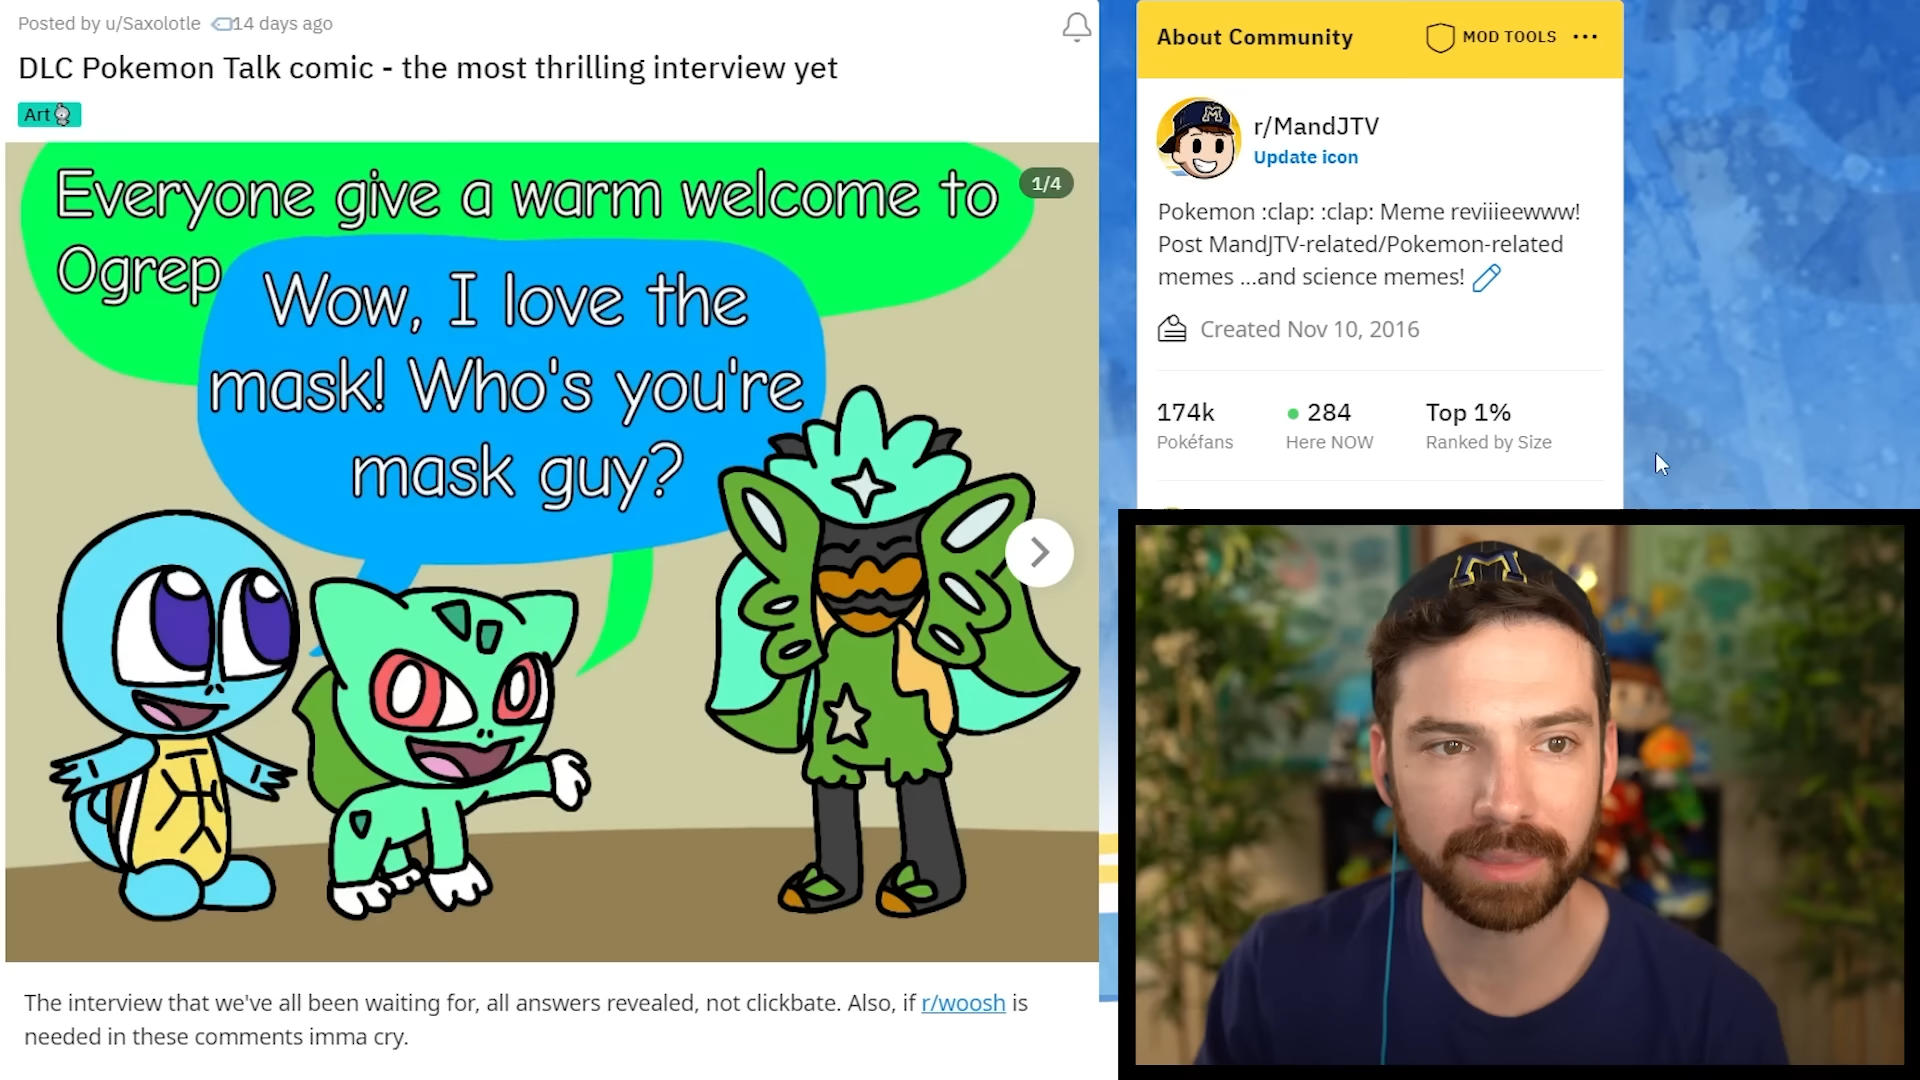 Posted by u/Saxolotle 14 days ago
DLC Pokemon Talk comic - the most thrilling interview yet
Art
Everyone give a warm welcome to
Ogrep
1/4
Wow, I love the
mask! Who's you're
mask guy?
The interview that we've all been waiting for, all answers revealed, not clickbate. Also, if r/woosh is
needed in these comments imma cry.
About Community
MOD TOOLS
r/MandJTV
Update icon
Pokemon :clap: :clap: Meme reviiieewww!
Post MandJTV-related/Pokemon-related
memes ...and science memes!
Created Nov 10, 2016
174k 284 Top 1%
Pokéfans Here NOW Ranked by Size
M
M